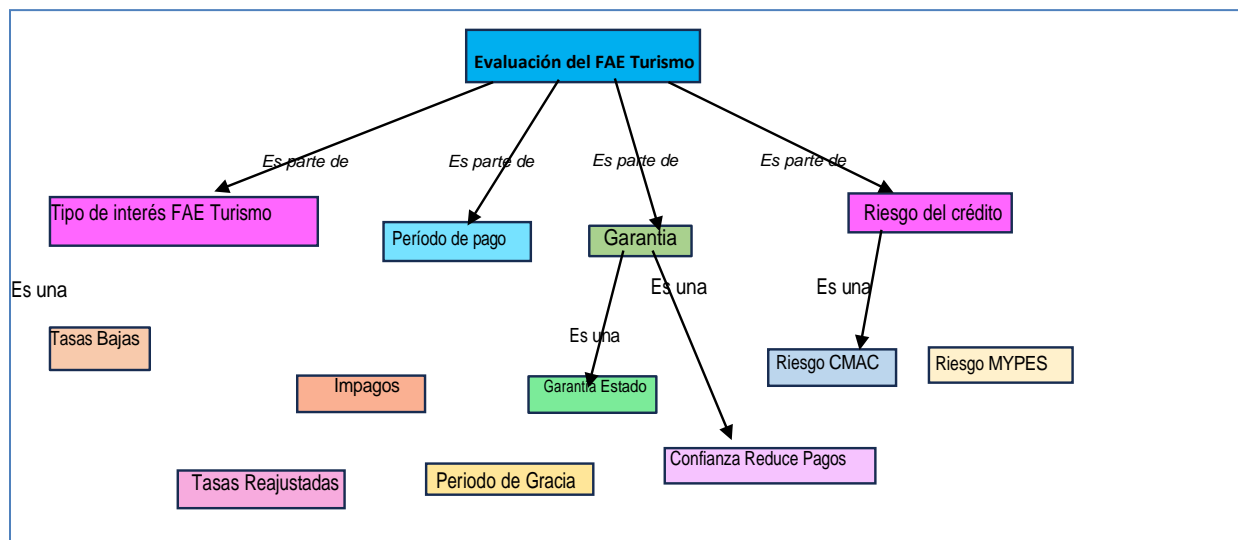 Evaluación del FAE Turismo
Es parte de
Es parte de
Es parte de
Es parte de
Tipo de interés FAE Turismo
Período de pago
Garantia
Riesgo del crédito
Es una
Es una
Es una
Es una
Tasas Bajas
Impagos
Garantía Estado
Riesgo CMAC
Riesgo MYPES
Tasas Reajustadas
Periodo de Gracia
Confianza Reduce Pagos